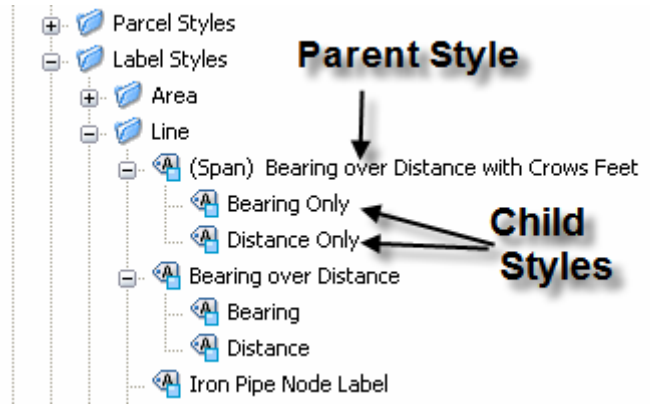 Parcel Styles
Label Styles
Parent Style
Area
Line
(Span) Bearing over Distance with Crows Feet
Bearing Only
Distance Only
Child
Styles
Bearing over Distance
Bearing
Distance
Iron Pipe Node Label